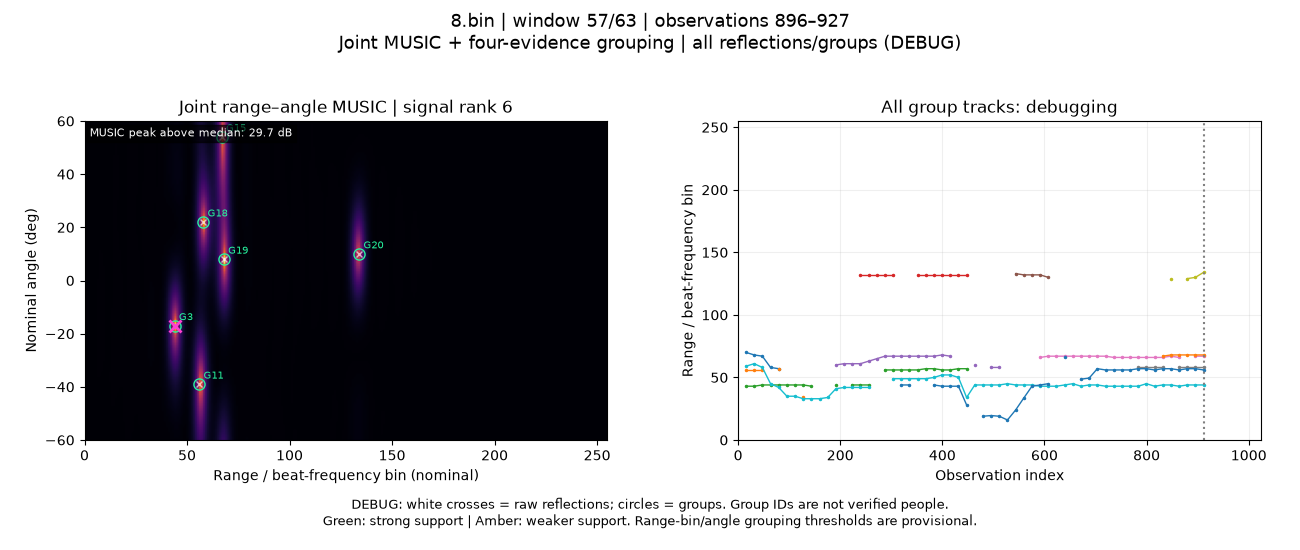 8.bin | window 57/63 | observations 896–927
Joint MUSIC + four-evidence grouping | all reflections/groups (DEBUG)
Joint range–angle MUSIC | signal rank 6
MUSIC peak above median: 29.7 dB
G18
G19
G20
G3
G11
60
40
20
0
−20
−40
−60
Nominal angle (deg)
0
50
100
150
200
250
Range / beat-frequency bin (nominal)
All group tracks: debugging
250
200
150
100
50
0
Range / beat-frequency bin
0
200
400
600
800
1000
Observation index
DEBUG: white crosses = raw reflections; circles = groups. Group IDs are not verified people.
Green: strong support | Amber: weaker support. Range-bin/angle grouping thresholds are provisional.